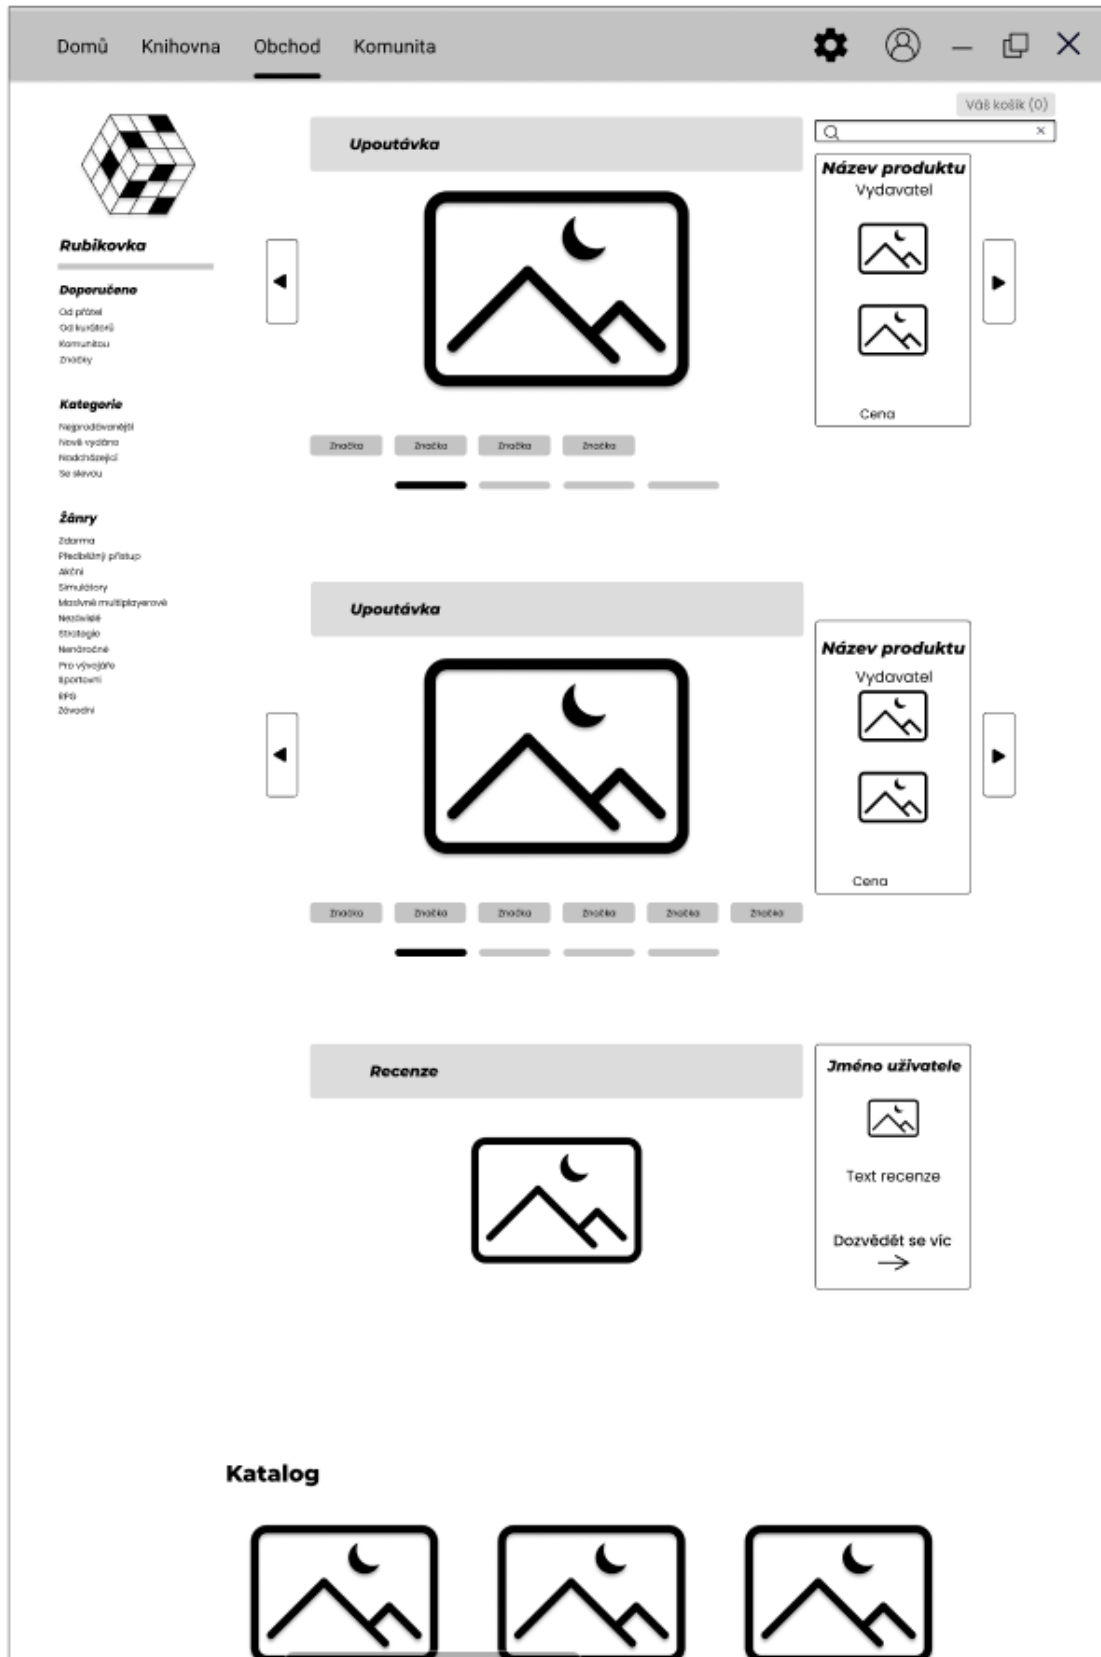 Domů Knihovna Obchod Komunita
Váš košík (0)
Rubikovka
Doporučeno
Od přátel
Od kurátorů
Komunitou
Značky
Kategorie
Nejprodávanější
Nově vydáno
Nadcházející
Se slevou
Žánry
Zdarma
Předběžný přístup
Akční
Simulátory
Masivně multiplayerové
Nezávislé
Strategie
Nenáročné
Pro vývojáře
Sportovní
RPG
Závodní
Upoutávka
Název produktu
Vydavatel
Cena
Značka Značka Značka Značka
Upoutávka
Název produktu
Vydavatel
Cena
Značka Značka Značka Značka Značka Značka
Recenze
Jméno uživatele
Text recenze
Dozvědět se víc
Katalog